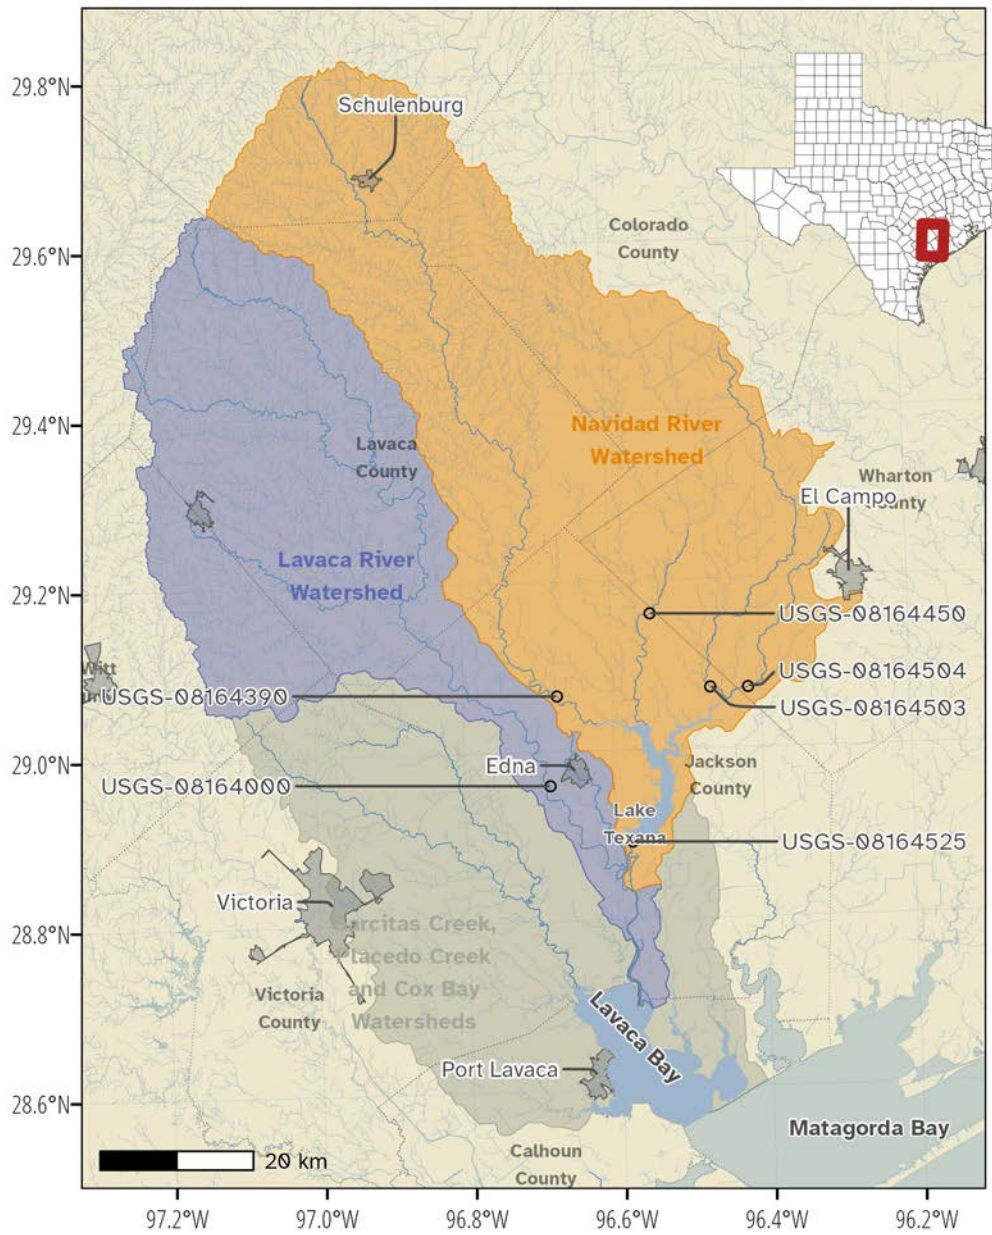 29.8°N
Schulenburg
Colorado
County
29.6°N
29.4°N
Navidad River
Watershed
Lavaca
County
Wharton
County
El Campo
Lavaca River
Watershed
29.2°N
USGS-08164450
USGS-08164504
USGS-08164503
Witt
USGS-08164390
29.0°N
Edna
Jackson
County
USGS-08164000
Lake
Texana
USGS-08164525
28.8°N
Victoria
arcitas Creek,
lacedo Creek
and Cox Bay
Watersheds
Victoria
County
Lavaca Bay
Port Lavaca
28.6°N
Matagorda Bay
Calhoun
County
20 km
97.2°W
97.0°W
96.8°W
96.6°W
96.4°W
96.2°W